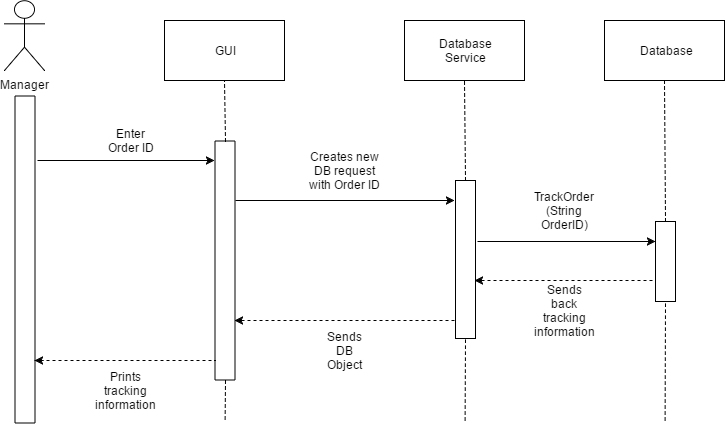 Manager
GUI
Database
Service
Database
Enter
Order ID
Creates new
DB request
with Order ID
TrackOrder
(String
OrderID)
Sends
back
tracking
information
Sends
DB
Object
Prints
tracking
information